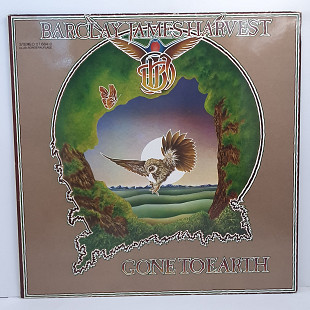 BARCLAY JAMES HARVEST
GONE TO EARTH